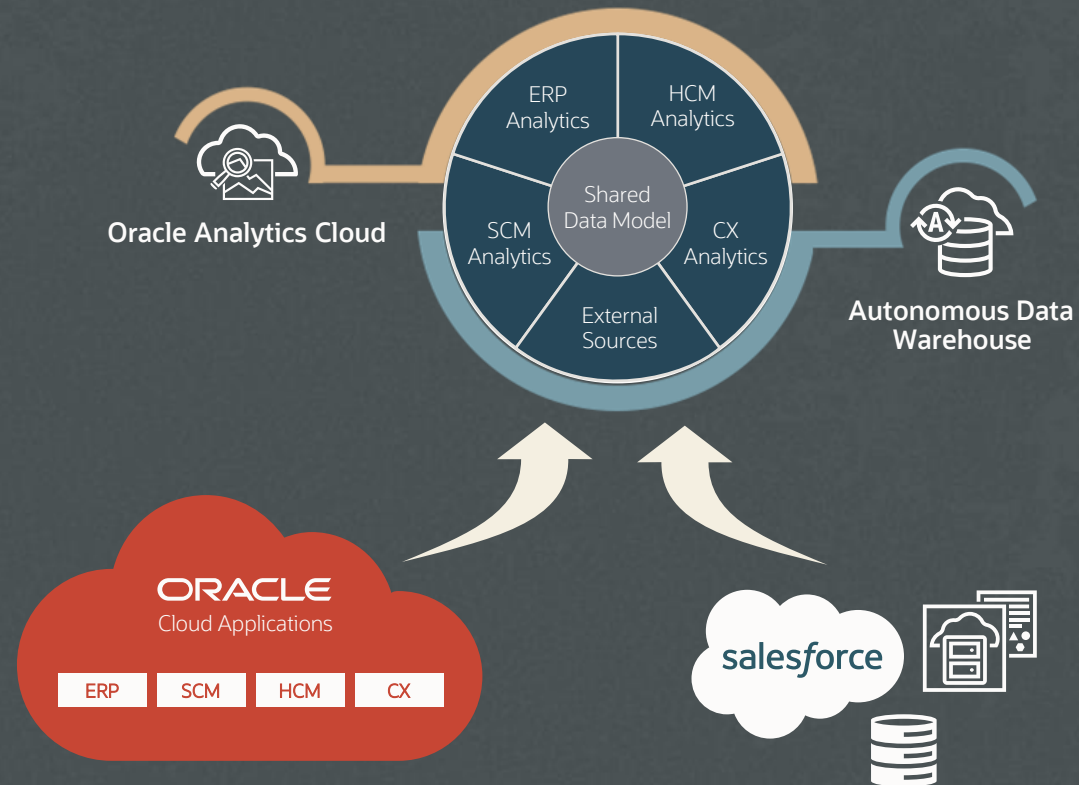 ERP
Analytics
HCM
Analytics
Shared
Data Model
SCM
Analytics
CX
Analytics
External
Sources
Oracle Analytics Cloud
A
Autonomous Data
Warehouse
ORACLE
Cloud Applications
ERP
SCM
HCM
CX
salesforce